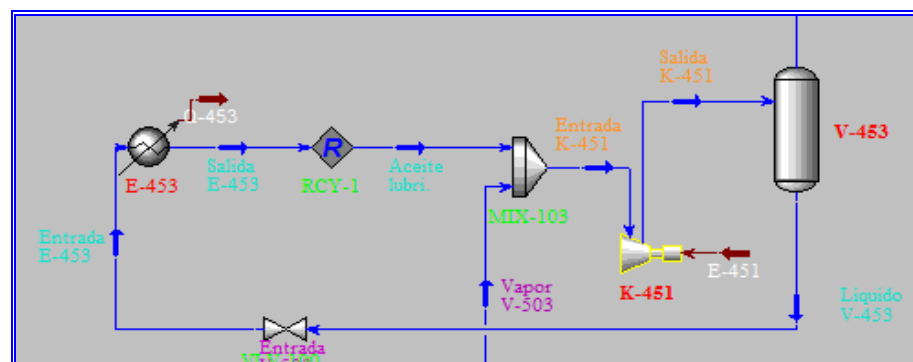 Salida
K-451
Q-453
V-453
Entrada
K-451
E-453
Salida
E-453
RCY-1
Aceite
lubri.
MIX-103
Entrada
E-453
K-451
E-451
Vapor
V-503
Líquido
V-453
Entrada